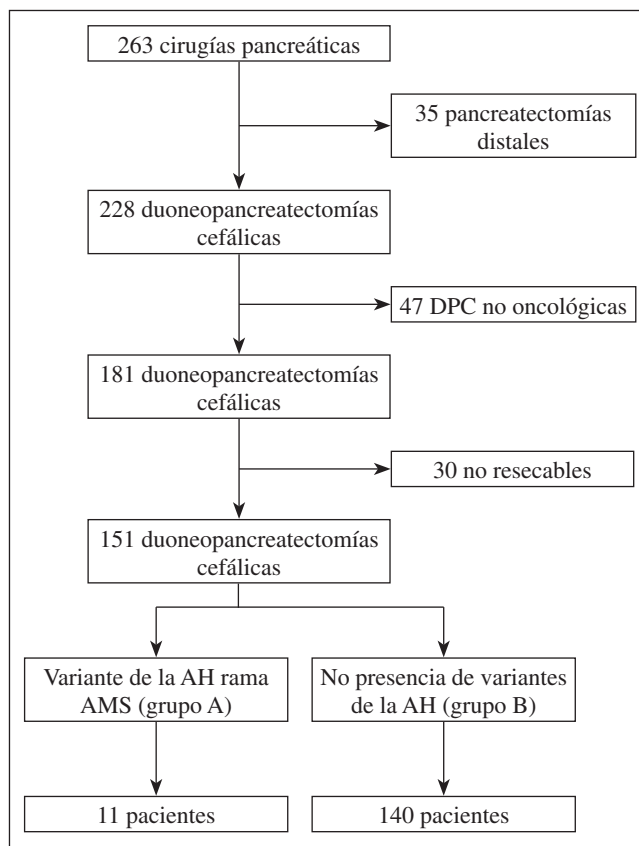 263 cirugías pancreáticas
35 pancreatectomías
distales
228 duoneopancreatectomías
cefálicas
47 DPC no oncológicas
181 duoneopancreatectomías
cefálicas
30 no resecables
151 duoneopancreatectomías
cefálicas
Variante de la AH rama
AMS (grupo A)
No presencia de variantes
de la AH (grupo B)
11 pacientes
140 pacientes